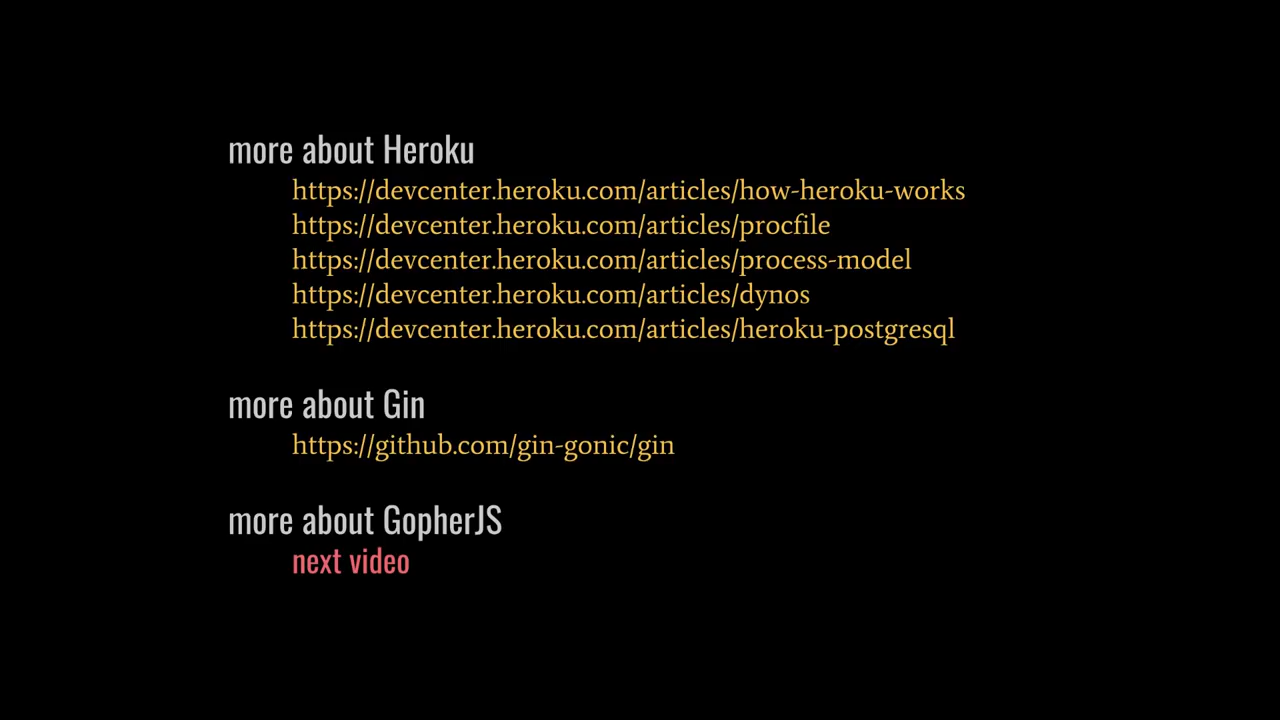 more about Heroku
https://devcenter.heroku.com/articles/how-heroku-works
https://devcenter.heroku.com/articles/procfile
https://devcenter.heroku.com/articles/process-model
https://devcenter.heroku.com/articles/dynos
https://devcenter.heroku.com/articles/heroku-postgresql
more about Gin
https://github.com/gin-gonic/gin
more about GopherJS
next video